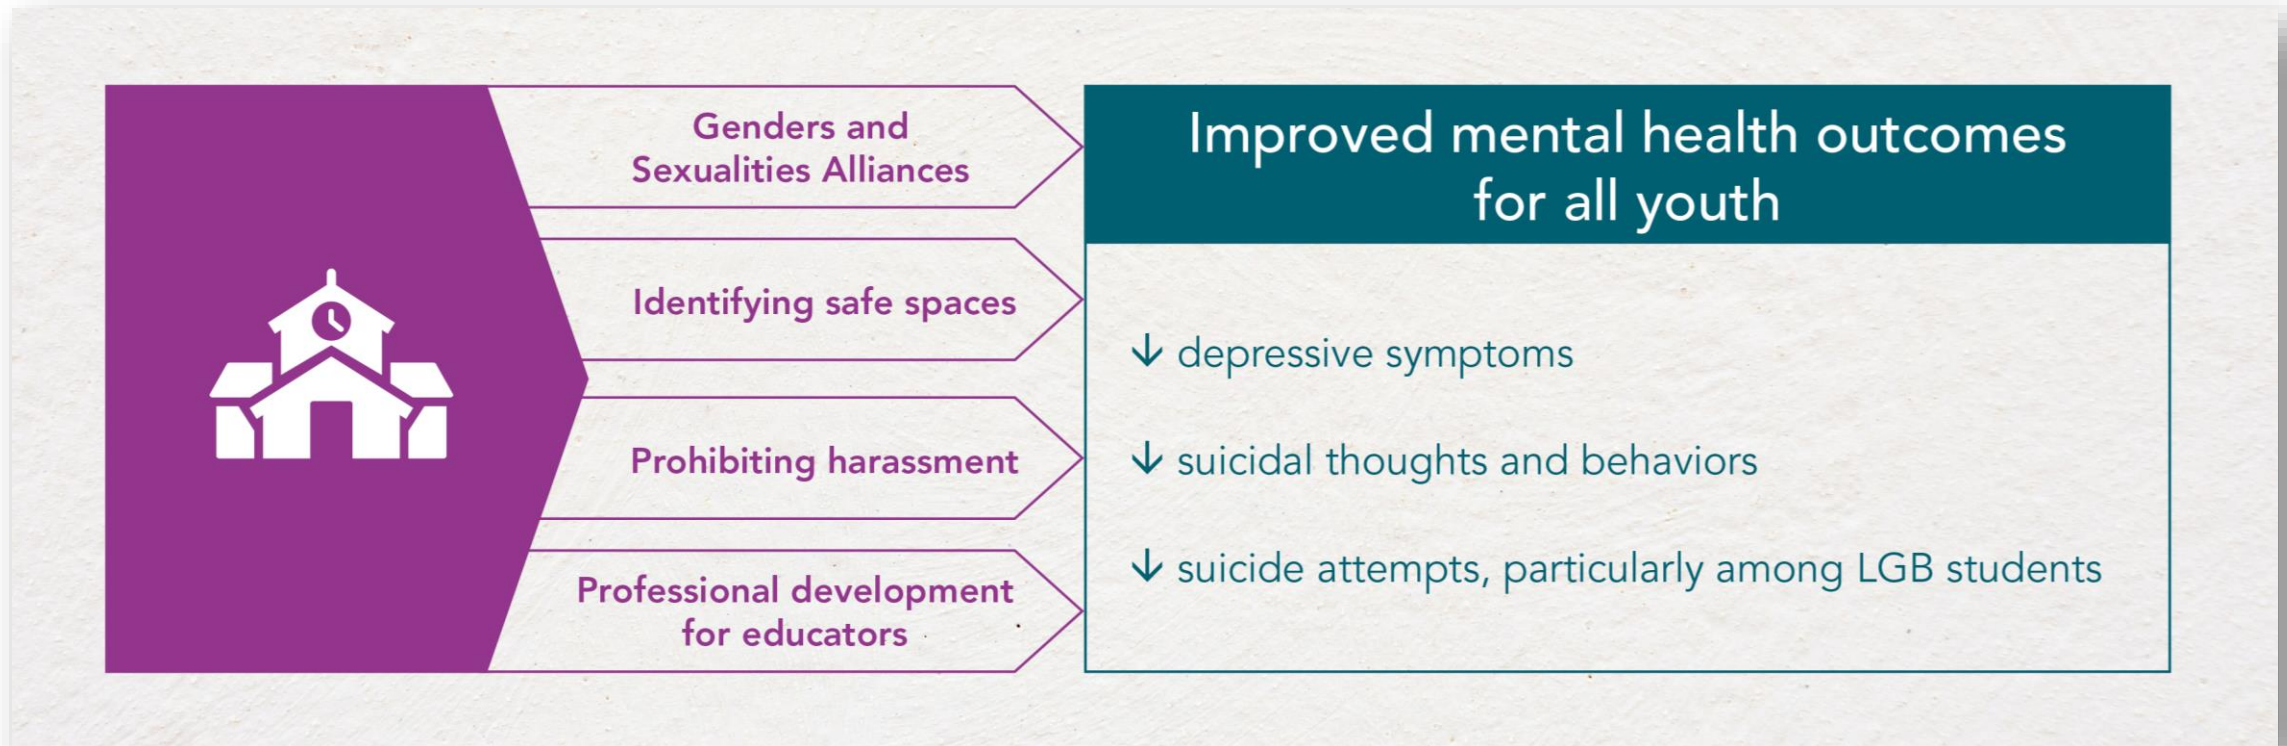 Genders and
Sexualities Alliances
Identifying safe spaces
Prohibiting harassment
Professional development
for educators
Improved mental health outcomes
for all youth
↓ depressive symptoms
↓ suicidal thoughts and behaviors
↓ suicide attempts, particularly among LGB students